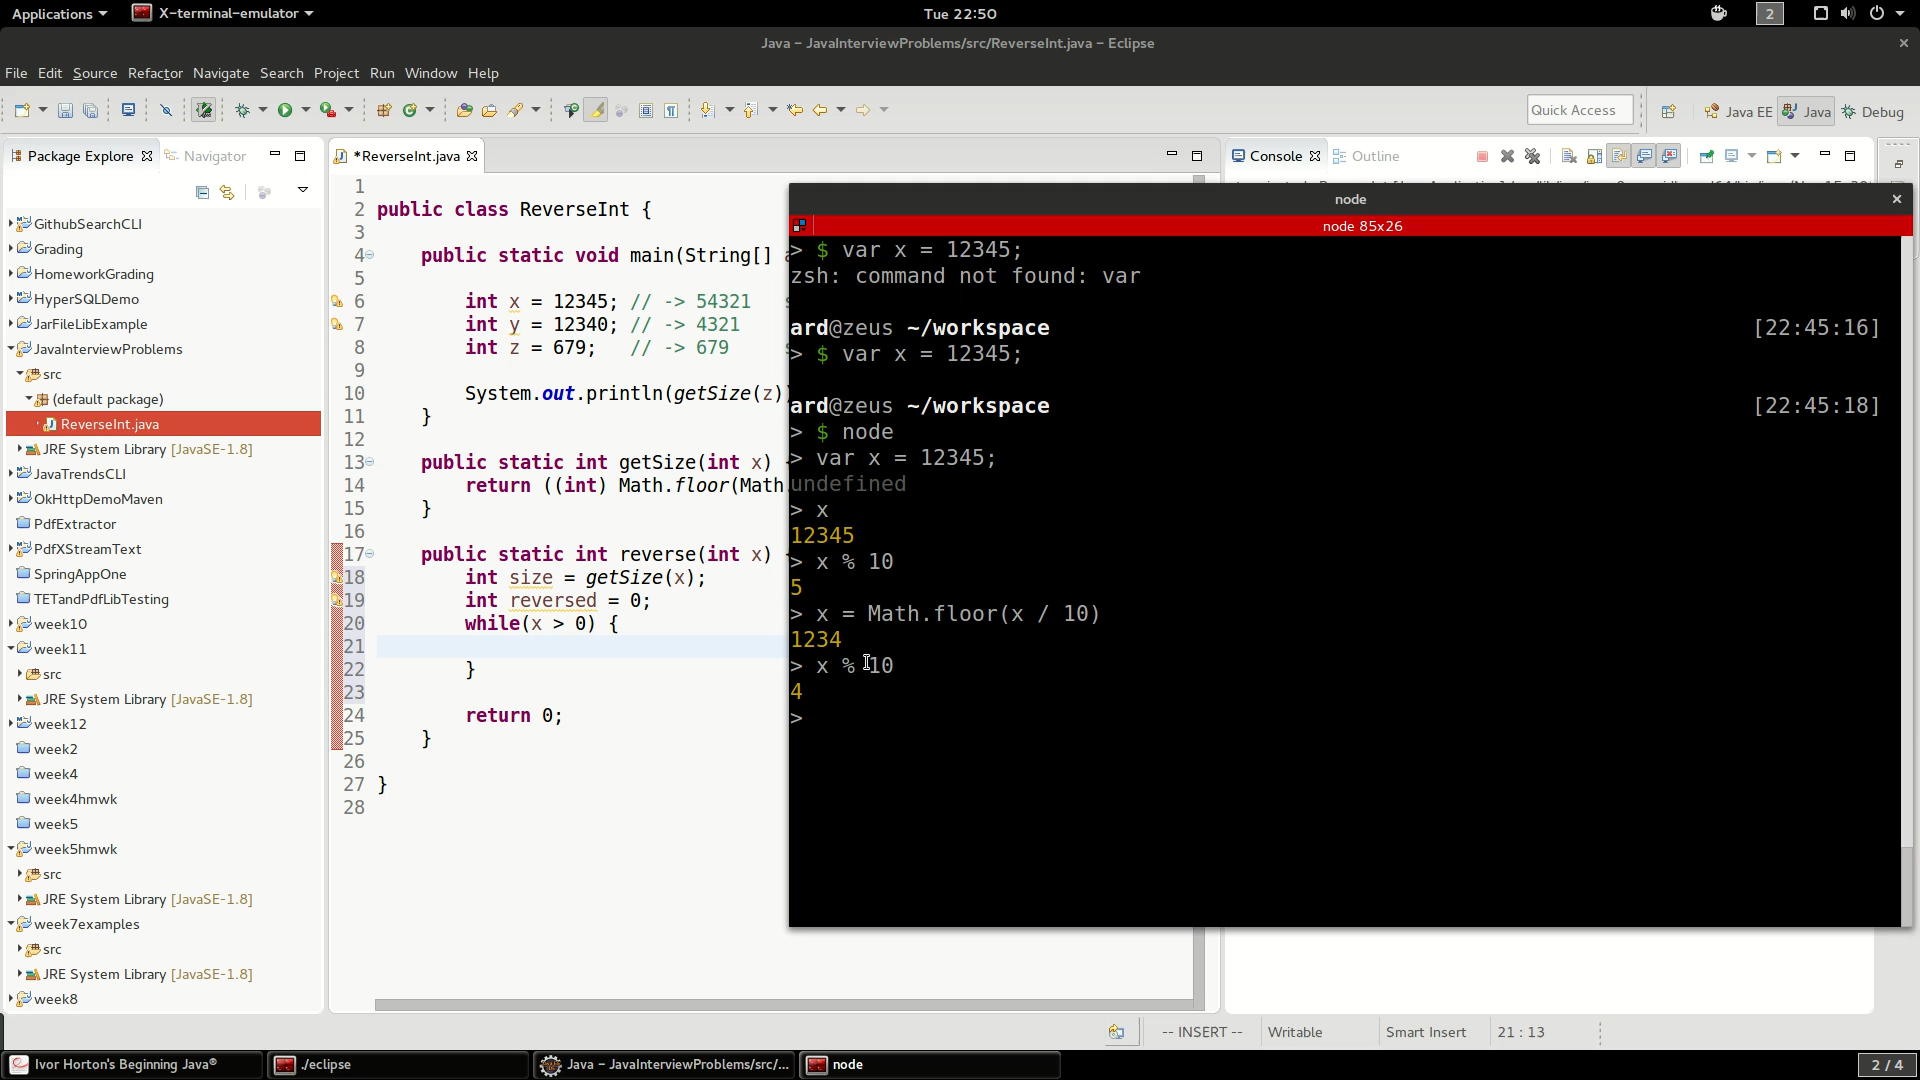 Applications
X-terminal-emulator
Tue 22:50
2
Java - JavaInterviewProblems/src/ReverseInt.java - Eclipse
File Edit Source Refactor Navigate Search Project Run Window Help
Quick Access
Java EE
Java
Debug
Package Explore
Navigator
*ReverseInt.java
Console
Outline
GithubSearchCLI
Grading
HomeworkGrading
HyperSQLDemo
JarFileLibExample
JavaInterviewProblems
src
(default package)
ReverseInt.java
JRE System Library [JavaSE-1.8]
JavaTrendsCLI
OkHttpDemoMaven
PdfExtractor
PdfXStreamText
SpringAppOne
TETandPdfLibTesting
week10
week11
src
JRE System Library [JavaSE-1.8]
week12
week2
week4
week4hmwk
week5
week5hmwk
src
JRE System Library [JavaSE-1.8]
week7examples
src
JRE System Library [JavaSE-1.8]
week8
1
2 public class ReverseInt {
3
4 public static void main(String[]
5
6 int x = 12345; // -> 54321
7 int y = 12340; // -> 4321
8 int z = 679; // -> 679
9
10 System.out.println(getSize(z)
11 }
12
13 public static int getSize(int x)
14 return ((int) Math.floor(Math
15 }
16
17 public static int reverse(int x)
18 int size = getSize(x);
19 int reversed = 0;
20 while(x > 0) {
21
22 }
23
24 return 0;
25 }
26
27 }
28
node
node 85x26
> $ var x = 12345;
zsh: command not found: var
ard@zeus ~/workspace [22:45:16]
> $ var x = 12345;
ard@zeus ~/workspace [22:45:18]
> $ node
> var x = 12345;
undefined
> x
12345
> x % 10
5
> x = Math.floor(x / 10)
1234
> x % 10
4
>
-- INSERT --
Writable
Smart Insert
21 : 13
Ivor Horton's Beginning Java®
./eclipse
Java - JavaInterviewProblems/src/...
node
2 / 4